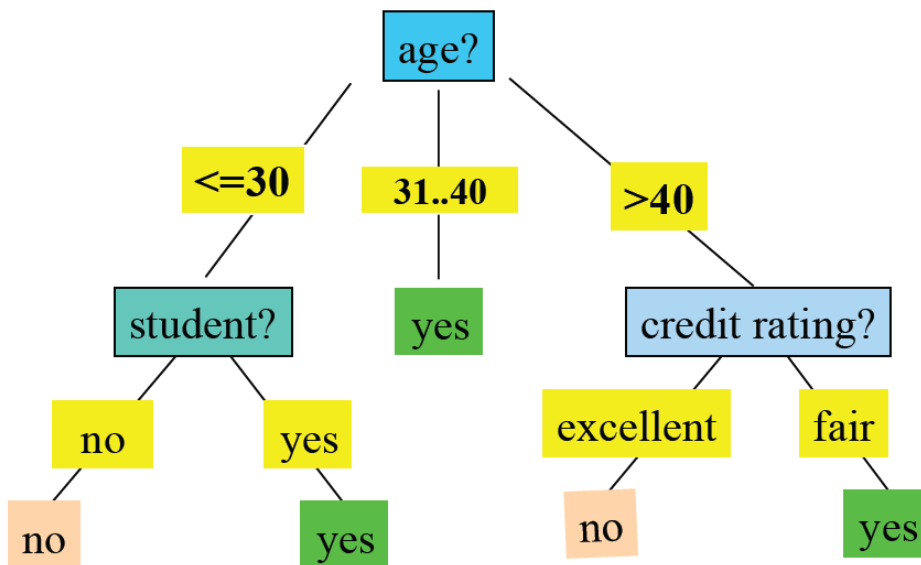 age?
<=30
31..40
>40
student?
yes
credit rating?
no
yes
excellent
fair
no
yes
no
yes